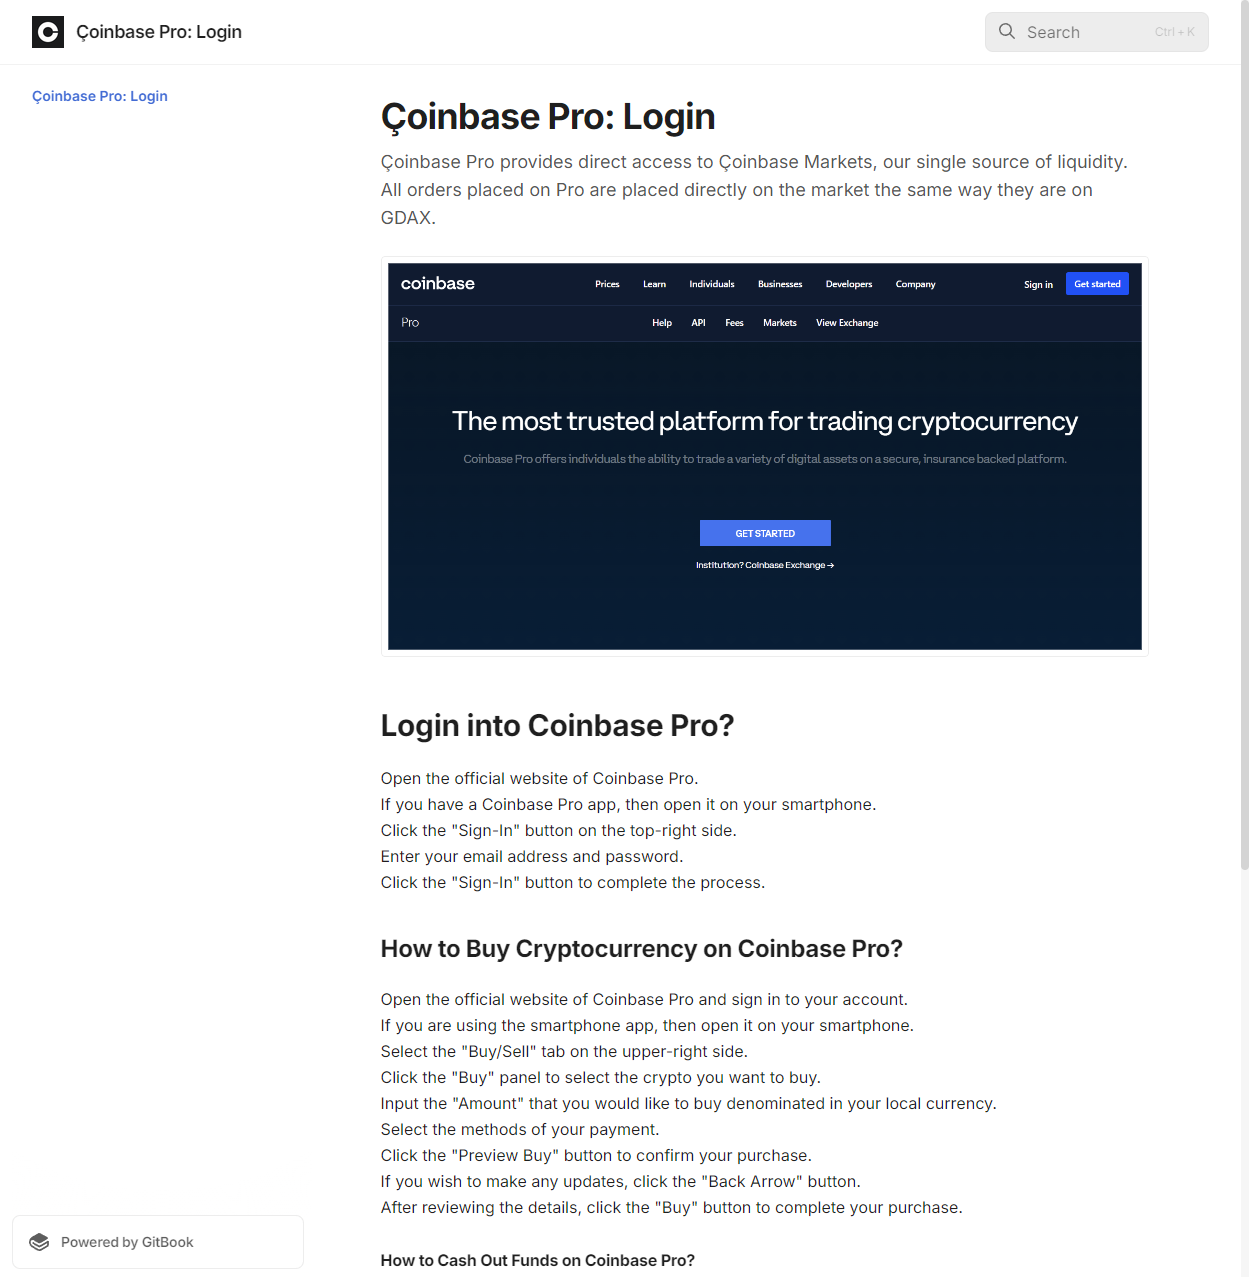 Çoinbase Pro: Login
Search
Ctrl + K
Çoinbase Pro: Login
Çoinbase Pro: Login
Çoinbase Pro provides direct access to Çoinbase Markets, our single source of liquidity.
All orders placed on Pro are placed directly on the market the same way they are on
GDAX.
coinbase
Prices
Learn
Individuals
Businesses
Developers
Company
Sign in
Get started
Pro
Help
API
Fees
Markets
View Exchange
The most trusted platform for trading cryptocurrency
Coinbase Pro offers individuals the ability to trade a variety of digital assets on a secure, insurance backed platform.
GET STARTED
Institution? Coinbase Exchange →
Login into Coinbase Pro?
Open the official website of Coinbase Pro.
If you have a Coinbase Pro app, then open it on your smartphone.
Click the "Sign-In" button on the top-right side.
Enter your email address and password.
Click the "Sign-In" button to complete the process.
How to Buy Cryptocurrency on Coinbase Pro?
Open the official website of Coinbase Pro and sign in to your account.
If you are using the smartphone app, then open it on your smartphone.
Select the "Buy/Sell" tab on the upper-right side.
Click the "Buy" panel to select the crypto you want to buy.
Input the "Amount" that you would like to buy denominated in your local currency.
Select the methods of your payment.
Click the "Preview Buy" button to confirm your purchase.
If you wish to make any updates, click the "Back Arrow" button.
After reviewing the details, click the "Buy" button to complete your purchase.
Powered by GitBook
How to Cash Out Funds on Coinbase Pro?